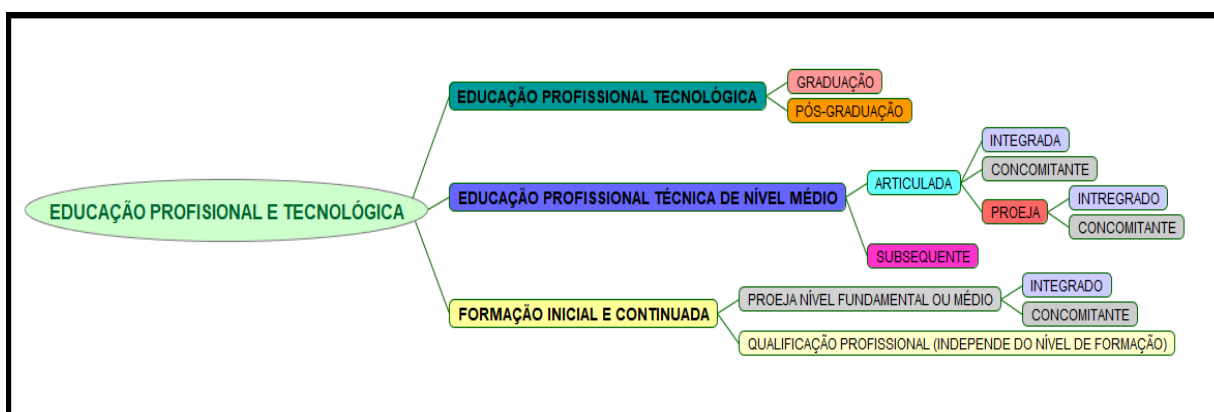 EDUCAÇÃO PROFISIONAL E TECNOLÓGICA
EDUCAÇÃO PROFISSIONAL TECNOLÓGICA
GRADUAÇÃO
PÓS-GRADUAÇÃO
EDUCAÇÃO PROFISSIONAL TÉCNICA DE NÍVEL MÉDIO
ARTICULADA
INTEGRADA
CONCOMITANTE
PROEJA
INTREGRADO
CONCOMITANTE
SUBSEQUENTE
FORMAÇÃO INICIAL E CONTINUADA
PROEJA NÍVEL FUNDAMENTAL OU MÉDIO
INTEGRADO
CONCOMITANTE
QUALIFICAÇÃO PROFISSIONAL (INDEPENDE DO NÍVEL DE FORMAÇÃO)